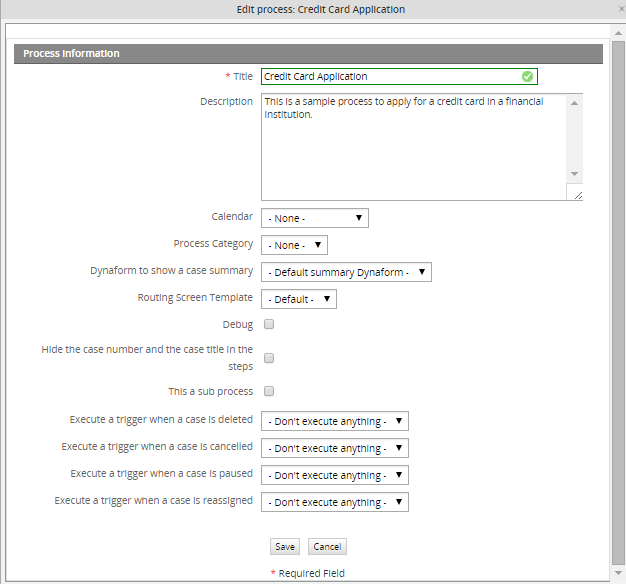 Edit process: Credit Card Application
Process Information
* Title Credit Card Application
Description This is a sample process to apply for a credit card in a financial
institution.
Calendar - None -
Process Category - None -
Dynaform to show a case summary - Default summary Dynaform -
Routing Screen Template - Default -
Debug
Hide the case number and the case title in the
steps
This a sub process
Execute a trigger when a case is deleted - Don't execute anything -
Execute a trigger when a case is cancelled - Don't execute anything -
Execute a trigger when a case is paused - Don't execute anything -
Execute a trigger when a case is reassigned - Don't execute anything -
Save Cancel
* Required Field